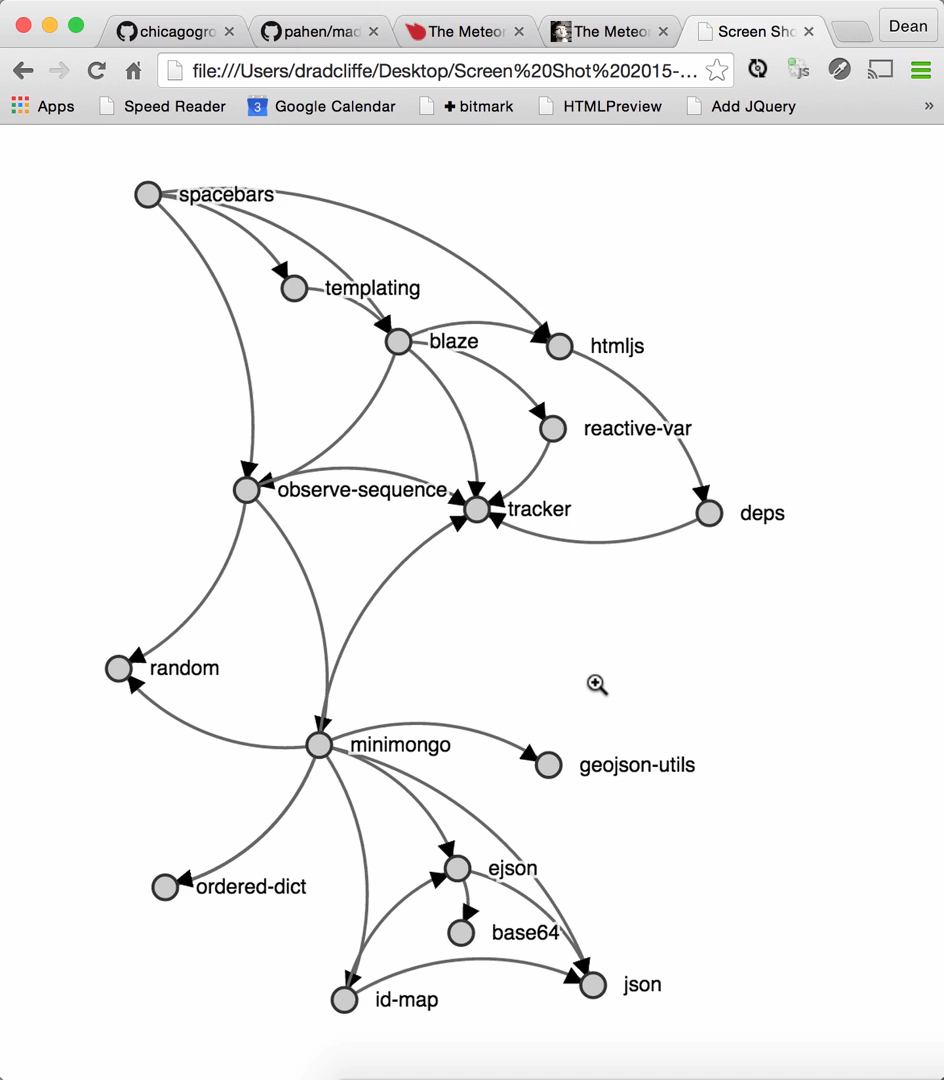 chicagogro
pahen/mad
The Meteor
The Meteor
Screen Sho
Dean
file:///Users/dradcliffe/Desktop/Screen%20Shot%202015-...
JS
Apps
Speed Reader
3
Google Calendar
+ bitmark
HTMLPreview
Add JQuery
»
spacebars
templating
blaze
htmljs
reactive-var
observe-sequence
tracker
deps
random
minimongo
geojson-utils
ejson
ordered-dict
base64
json
id-map